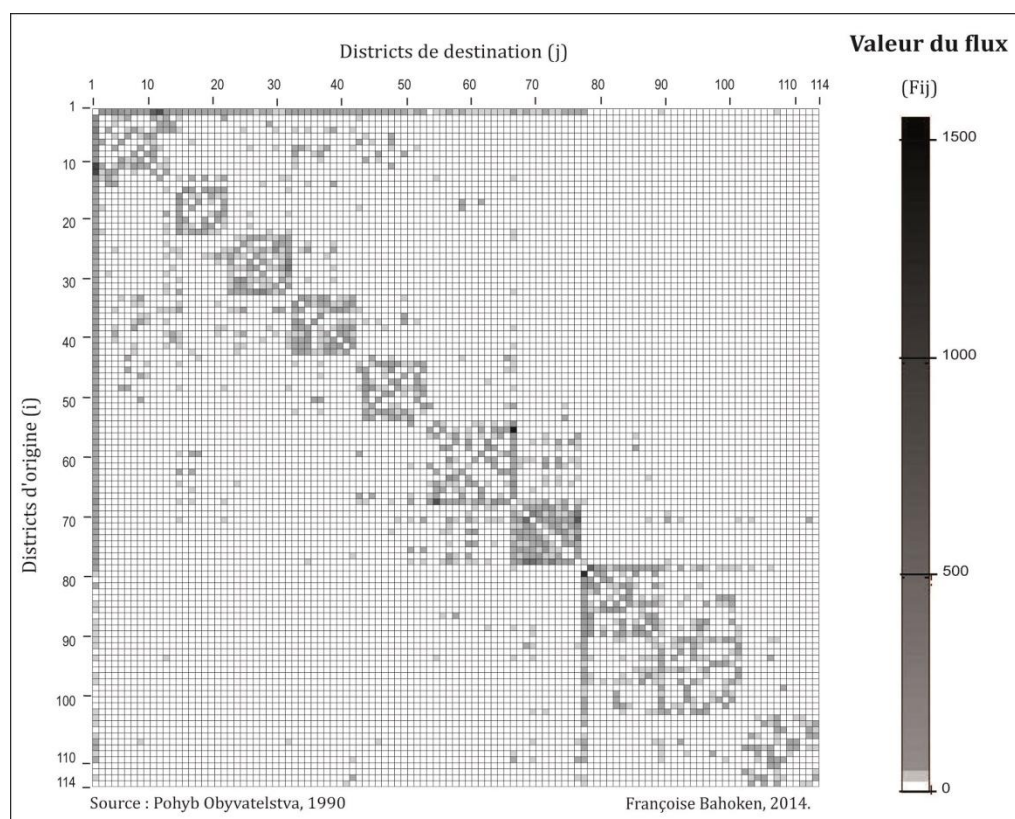 Districts de destination (j)
Valeur du flux
(Fij)
1 10 20 30 40 50 60 70 80 90 100 110 114
1
10
20
30
40
50
60
70
80
90
100
110
114
Districts d'origine (i)
1500
1000
500
0
Source : Pohyb Obyvatelstva, 1990
Françoise Bahoken, 2014.